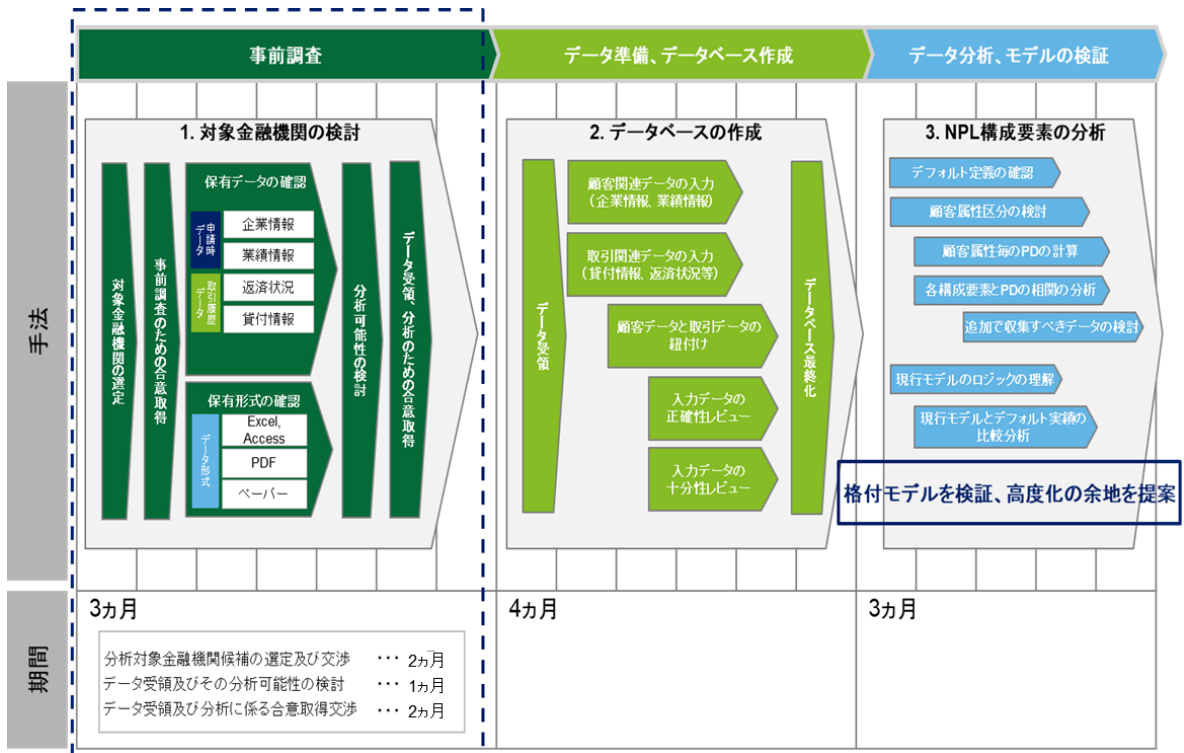 事前調査
データ準備、データベース作成
データ分析、モデルの検証
手法
1. 対象金融機関の検討
対象金融機関の選定
事前調査のための合意取得
保有データの確認
申請時
データ
企業情報
業績情報
取引履歴
データ
返済状況
貸付情報
保有形式の確認
データ形式
Excel,
Access
PDF
ペーパー
分析可能性の検討
データ受領、分析のための合意取得
2. データベースの作成
データ受領
顧客関連データの入力
（企業情報、業績情報）
取引関連データの入力
（貸付情報、返済状況等）
顧客データと取引データの
紐付け
入力データの
正確性レビュー
入力データの
十分性レビュー
データベース最終化
3. NPL構成要素の分析
デフォルト定義の確認
顧客属性区分の検討
顧客属性毎のPDの計算
各構成要素とPDの相関の分析
追加で収集すべきデータの検討
現行モデルのロジックの理解
現行モデルとデフォルト実績の
比較分析
格付モデルを検証、高度化の余地を提案
期間
3ヵ月
分析対象金融機関候補の選定及び交渉 ··· 2ヵ月
データ受領及びその分析可能性の検討 ··· 1ヵ月
データ受領及び分析に係る合意取得交渉 ··· 2ヵ月
4ヵ月
3ヵ月